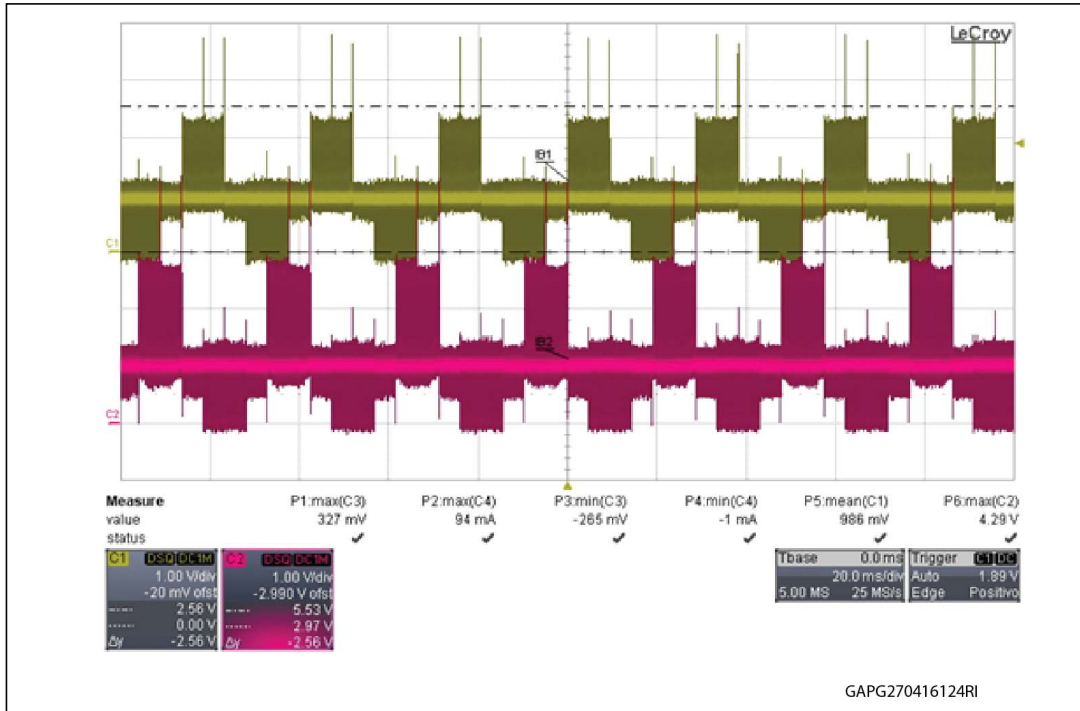 LeCroy
IB1
C1
IB2
C2
Measure P1:max(C3) P2:max(C4) P3:min(C3) P4:min(C4) P5:mean(C1) P6:max(C2)
value 327 mV 94 mA -265 mV -1 mA 986 mV 4.29 V
status
C1 DSQ DC1M
1.00 V/div
-20 mV ofst
2.56 V
0.00 V
Δy -2.56 V
C2 DSQ DC1M
1.00 V/div
-2.990 V ofst
5.53 V
2.97 V
Δy -2.56 V
Tbase 0.0 ms
20.0 ms/div
5.00 MS 25 MS/s
Trigger C1 DC
Auto 1.89 V
Edge Positivo
GAPG270416124RI